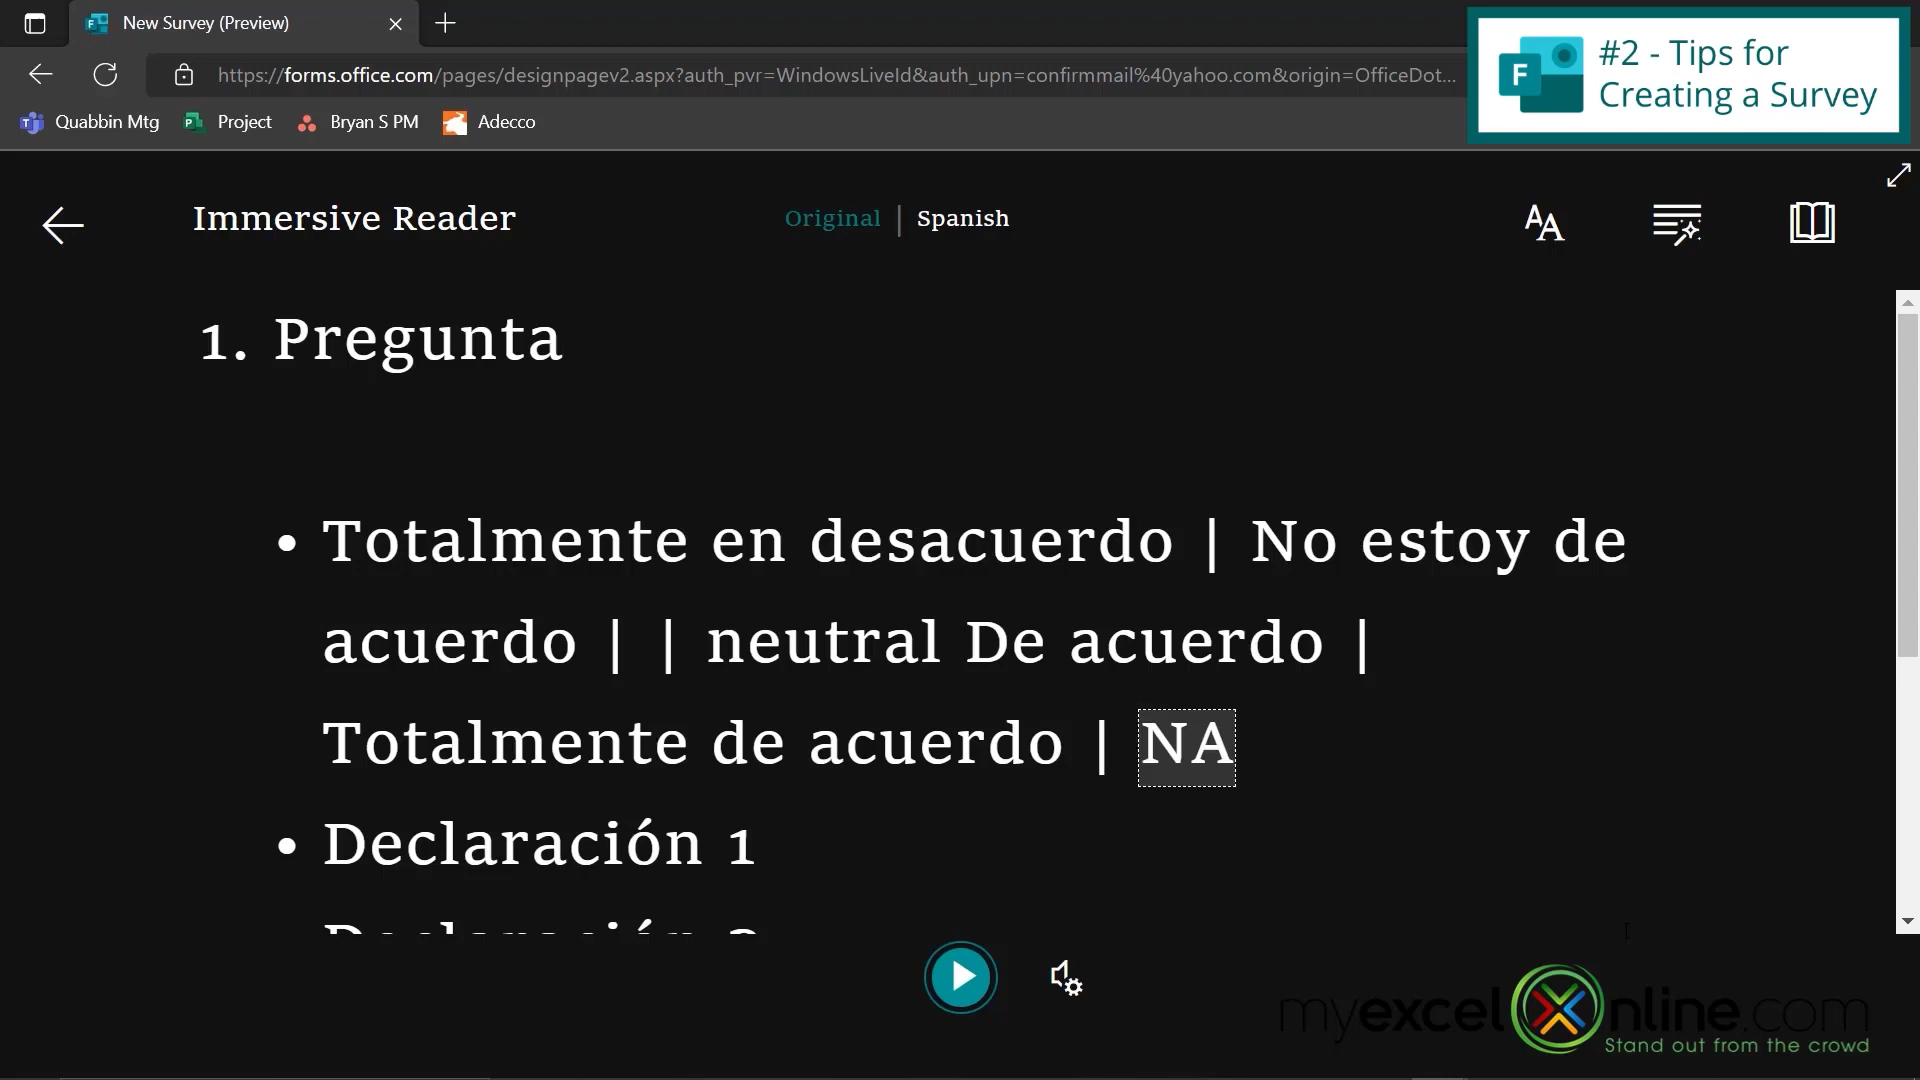 New Survey (Preview)
https://forms.office.com/pages/designpagev2.aspx?auth_pvr=WindowsLiveId&auth_upn=confirmmail%40yahoo.com&origin=OfficeDot...
F
#2 - Tips for
Creating a Survey
Quabbin Mtg
Project
Bryan S PM
Adecco
Immersive Reader
Original | Spanish
1. Pregunta
• Totalmente en desacuerdo | No estoy de
acuerdo | | neutral De acuerdo |
Totalmente de acuerdo | NA
• Declaración 1
myexcelonline.com
Stand out from the crowd